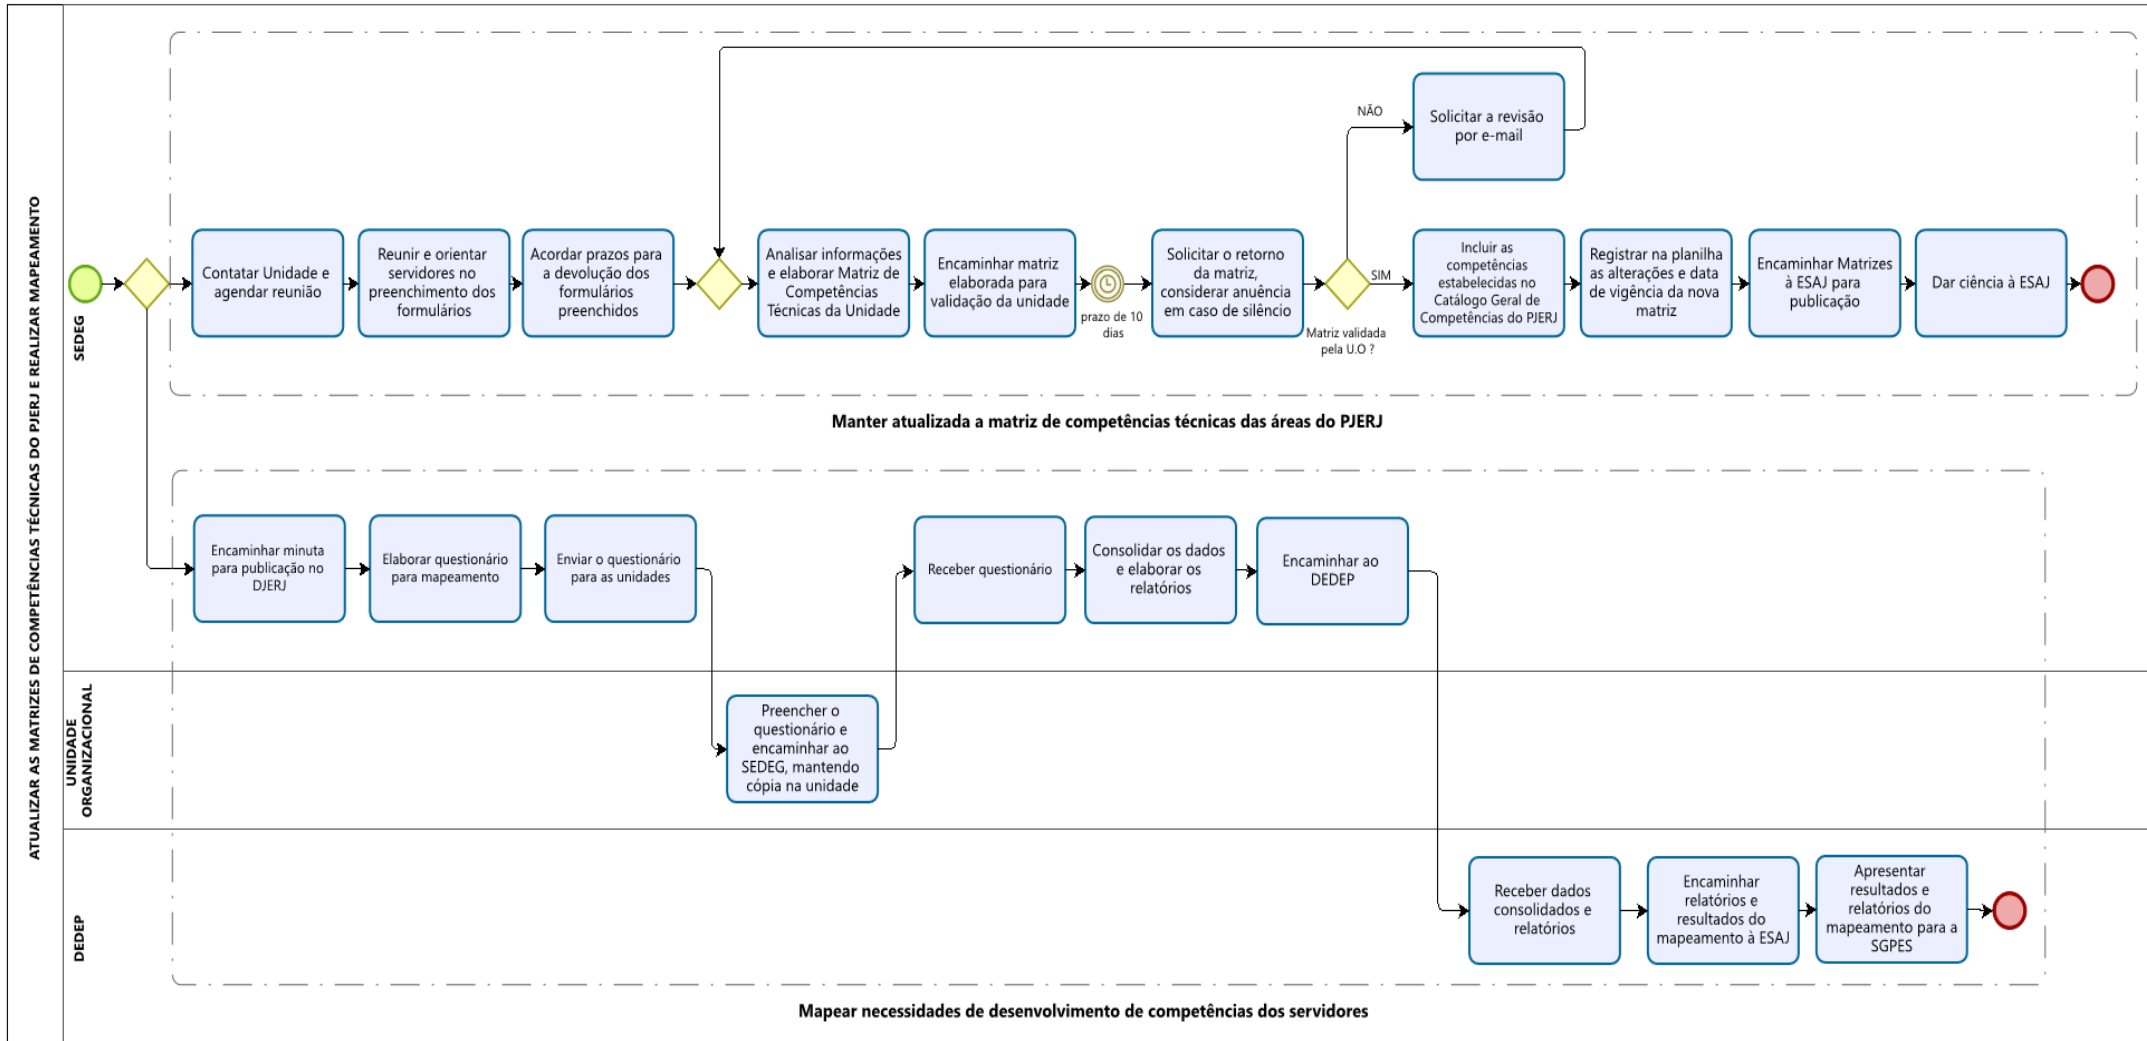 ATUALIZAR AS MATRIZES DE COMPETÊNCIAS TÉCNICAS DO PJERJ E REALIZAR MAPEAMENTO
SEDEG
Contatar Unidade e
agendar reunião
Reunir e orientar
servidores no
preenchimento dos
formulários
Acordar prazos para
a devolução dos
formulários
preenchidos
Analisar informações
e elaborar Matriz de
Competências
Técnicas da Unidade
Encaminhar matriz
elaborada para
validação da unidade
prazo de 10
dias
Solicitar o retorno
da matriz,
considerar anuência
em caso de silêncio
Matriz validada
pela U.O ?
NÃO
Solicitar a revisão
por e-mail
SIM
Incluir as
competências
estabelecidas no
Catálogo Geral de
Competências do PJERJ
Registrar na planilha
as alterações e data
de vigência da nova
matriz
Encaminhar Matrizes
à ESAJ para
publicação
Dar ciência à ESAJ
Manter atualizada a matriz de competências técnicas das áreas do PJERJ
Encaminhar minuta
para publicação no
DJERJ
Elaborar questionário
para mapeamento
Enviar o questionário
para as unidades
Receber questionário
Consolidar os dados
e elaborar os
relatórios
Encaminhar ao
DEDEP
UNIDADE
ORGANIZACIONAL
Preencher o
questionário e
encaminhar ao
SEDEG, mantendo
cópia na unidade
DEDEP
Receber dados
consolidados e
relatórios
Encaminhar
relatórios e
resultados do
mapeamento à ESAJ
Apresentar
resultados e
relatórios do
mapeamento para a
SGPES
Mapear necessidades de desenvolvimento de competências dos servidores